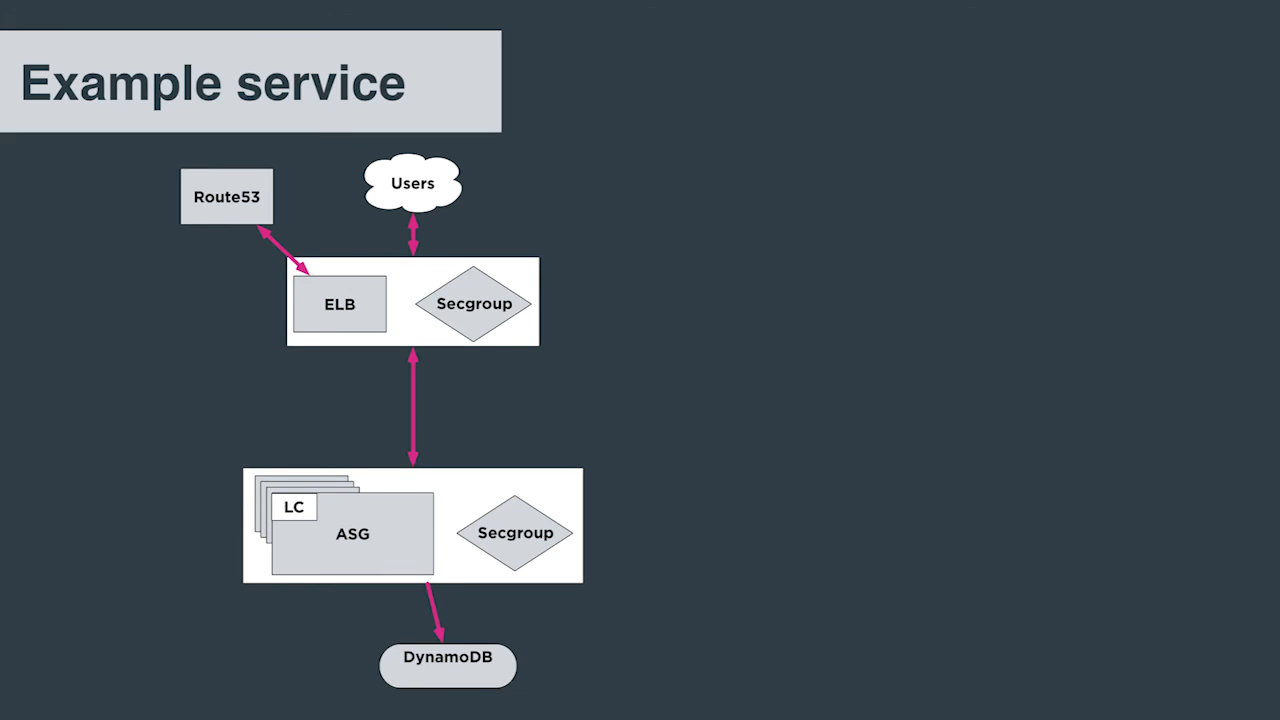 Example service
Route53
Users
ELB
Secgroup
LC
ASG
Secgroup
DynamoDB